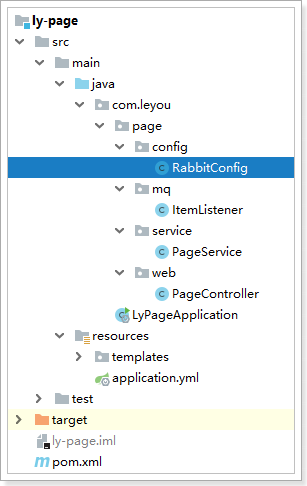 ly-page
src
main
java
com.leyou
page
config
RabbitConfig
mq
ItemListener
service
PageService
web
PageController
LyPageApplication
resources
templates
application.yml
test
target
ly-page.iml
pom.xml